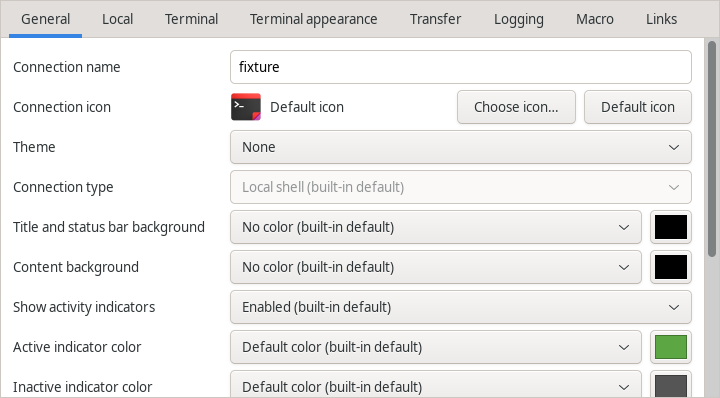 General Local Terminal Terminal appearance Transfer Logging Macro Links
Connection name fixture
Connection icon Default icon Choose icon... Default icon
Theme None
Connection type Local shell (built-in default)
Title and status bar background No color (built-in default)
Content background No color (built-in default)
Show activity indicators Enabled (built-in default)
Active indicator color Default color (built-in default)
Inactive indicator color Default color (built-in default)